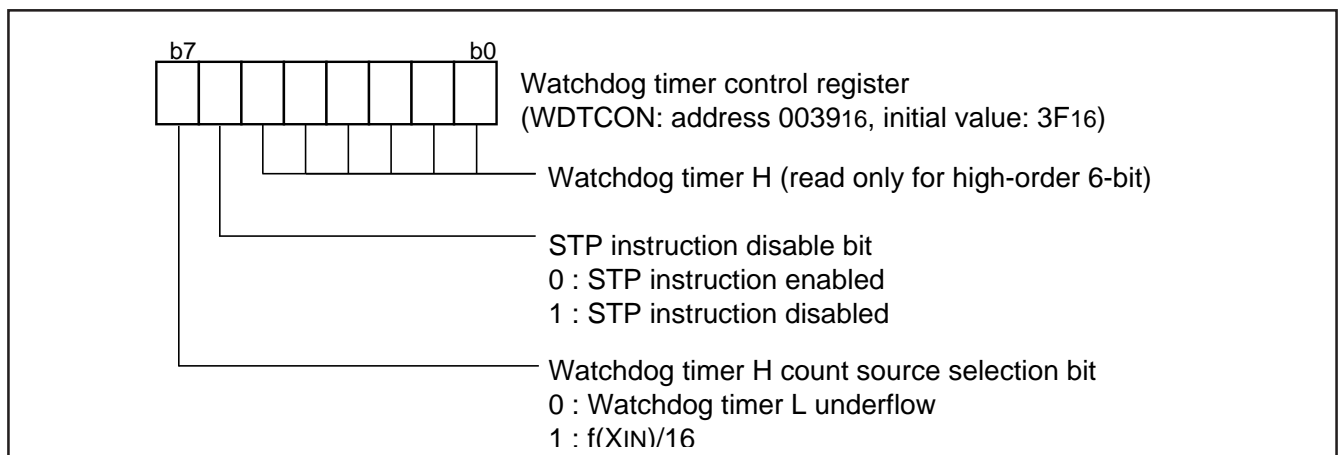 b7 b0
Watchdog timer control register
(WDTCON: address 003916, initial value: 3F16)
Watchdog timer H (read only for high-order 6-bit)
STP instruction disable bit
0 : STP instruction enabled
1 : STP instruction disabled
Watchdog timer H count source selection bit
0 : Watchdog timer L underflow
1 : f(XIN)/16